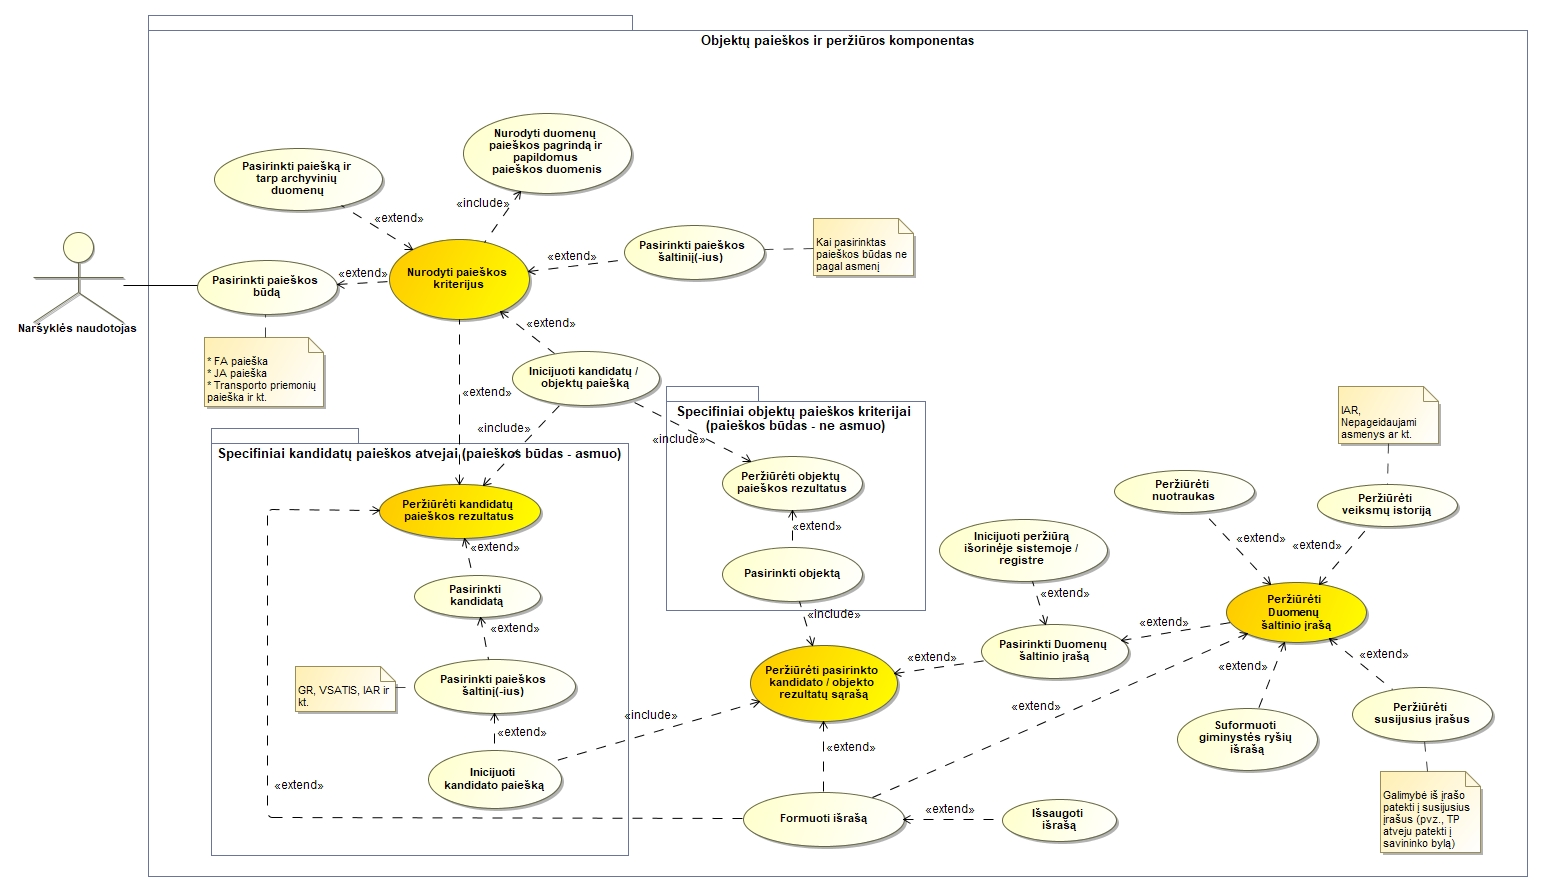 Objektų paieškos ir peržiūros komponentas
Nurodyti duomenų
paieškos pagrindą ir
papildomus
paieškos duomenis
Pasirinkti paiešką ir
tarp archyvinių
duomenų
«include»
«extend»
Pasirinkti paieškos
šaltinį(-ius)
«extend»
Kai pasirinktas
paieškos būdas ne
pagal asmenį
Nurodyti paieškos
kriterijus
«extend»
Pasirinkti paieškos
būdą
Naršyklės naudotojas
* FA paieška
* JA paieška
* Transporto priemonių
paieška ir kt.
«extend»
Inicijuoti kandidatų /
objektų paiešką
«extend»
«include»
«include»
Specifiniai objektų paieškos kriterijai
(paieškos būdas - ne asmuo)
Specifiniai kandidatų paieškos atvejai (paieškos būdas - asmuo)
Peržiūrėti objektų
paieškos rezultatus
«extend»
Pasirinkti objektą
«include»
Peržiūrėti kandidatų
paieškos rezultatus
«extend»
Pasirinkti
kandidatą
«extend»
Pasirinkti paieškos
šaltinį(-ius)
GR, VSATIS, IAR ir
kt.
«extend»
Inicijuoti
kandidato paiešką
«include»
«extend»
IAR,
Nepageidaujami
asmenys ar kt.
Peržiūrėti
nuotraukas
Peržiūrėti
veiksmų istoriją
«extend»
«extend»
Inicijuoti peržiūrą
išorinėje sistemoje /
registre
«extend»
Peržiūrėti
Duomenų
šaltinio įrašą
«extend»
Pasirinkti Duomenų
šaltinio įrašą
«extend»
Peržiūrėti pasirinkto
kandidato / objekto
rezultatų sąrašą
«extend»
«extend»
«extend»
«extend»
Suformuoti
giminystės ryšių
išrašą
Peržiūrėti
susijusius įrašus
Galimybė iš įrašo
patekti į susijusius
įrašus (pvz., TP
atveju patekti į
savininko bylą)
Formuoti išrašą
«extend»
Išsaugoti
išrašą